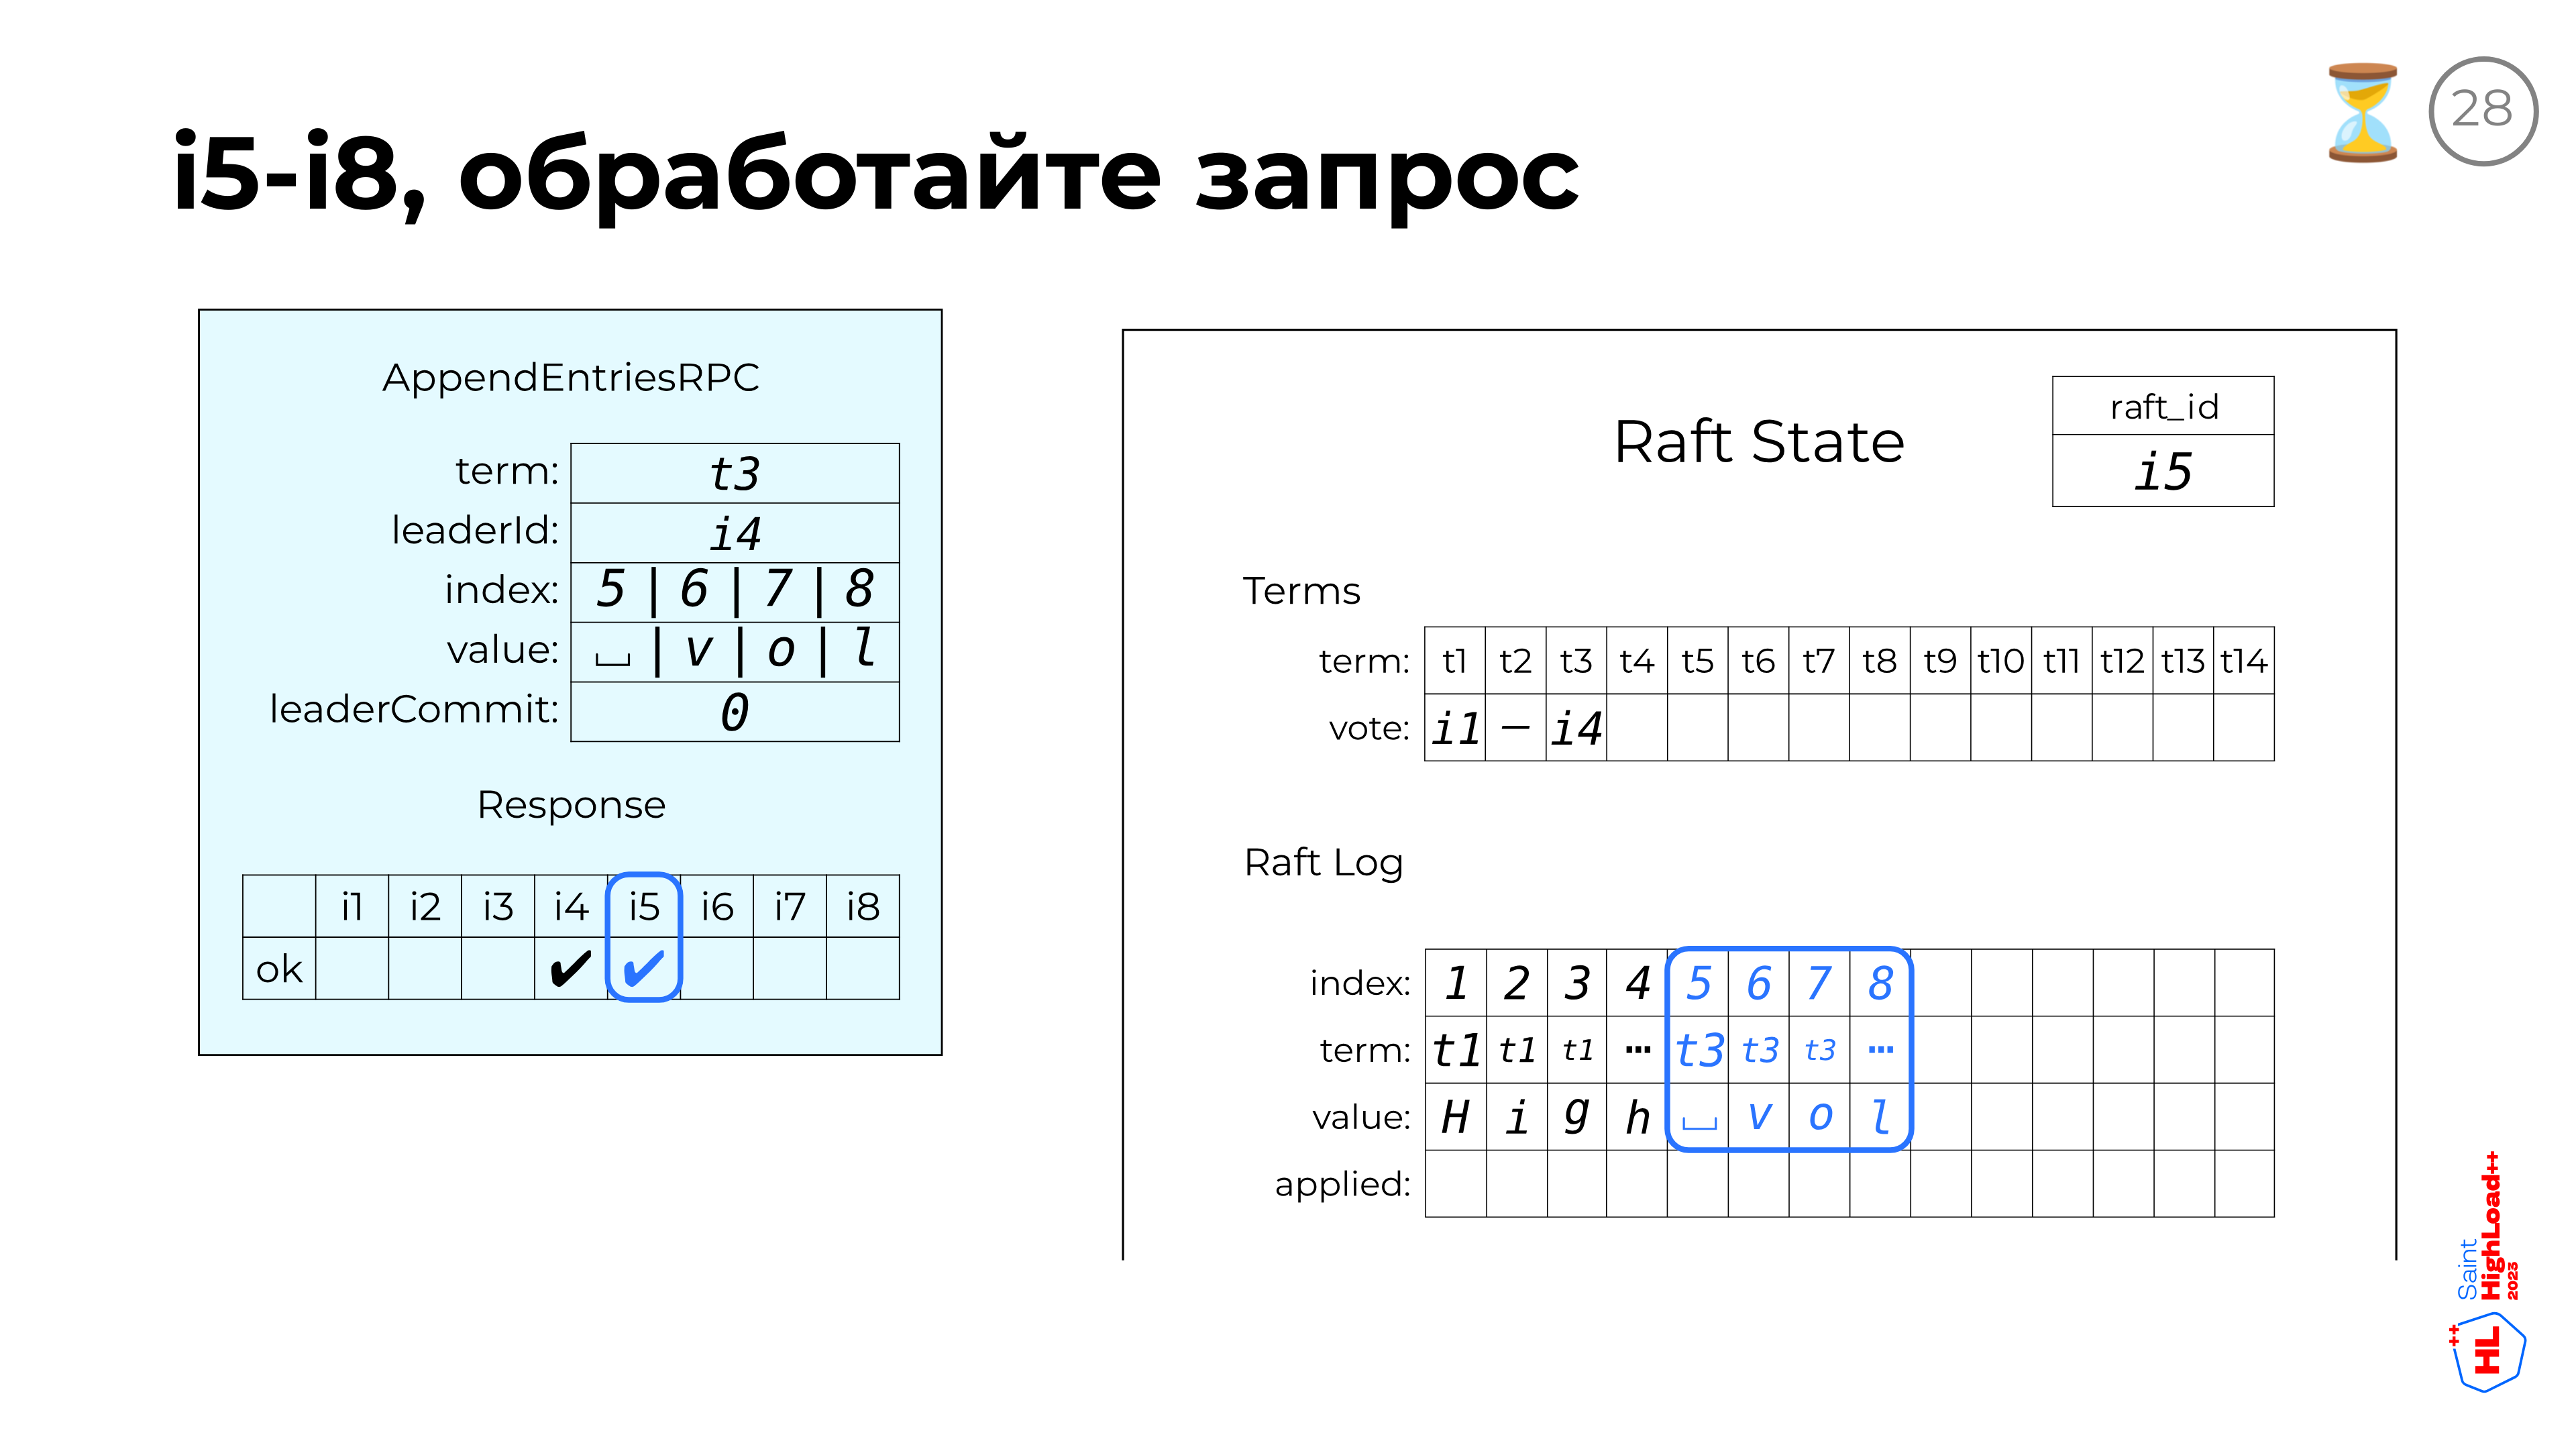 28
i5-i8, обработайте запрос
AppendEntriesRPC
term: t3
leaderId: i4
index: 5 | 6 | 7 | 8
value: ⎵ | v | o | l
leaderCommit: 0
Response
i1 i2 i3 i4 i5 i6 i7 i8
ok ✔ ✔
Raft State
raft_id
i5
Terms
term: t1 t2 t3 t4 t5 t6 t7 t8 t9 t10 t11 t12 t13 t14
vote: i1 – i4
Raft Log
index: 1 2 3 4 5 6 7 8
term: t1 t1 t1 … t3 t3 t3 …
value: H i g h ⎵ v o l
applied:
Saint
HighLoad++
2023
HL++